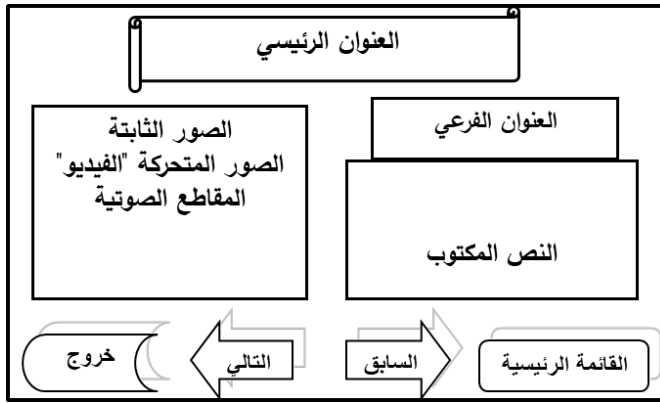 العنوان الرئيسي
العنوان الفرعي
النص المكتوب
الصور الثابتة
الصور المتحركة "الفيديو"
المقاطع الصوتية
القائمة الرئيسية
السابق
التالي
خروج